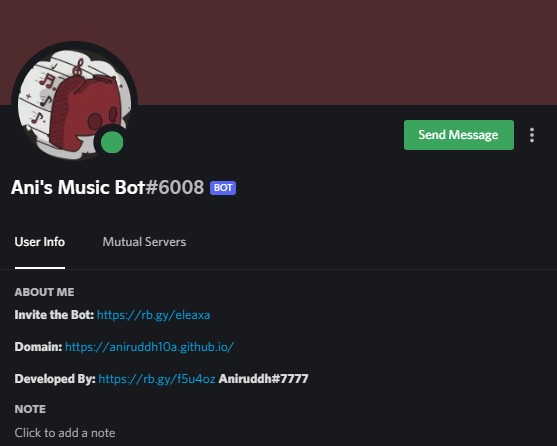 Send Message
Ani's Music Bot#6008 BOT
User Info Mutual Servers
ABOUT ME
Invite the Bot: https://rb.gy/eleaxa
Domain: https://aniruddh10a.github.io/
Developed By: https://rb.gy/f5u4oz Aniruddh#7777
NOTE
Click to add a note